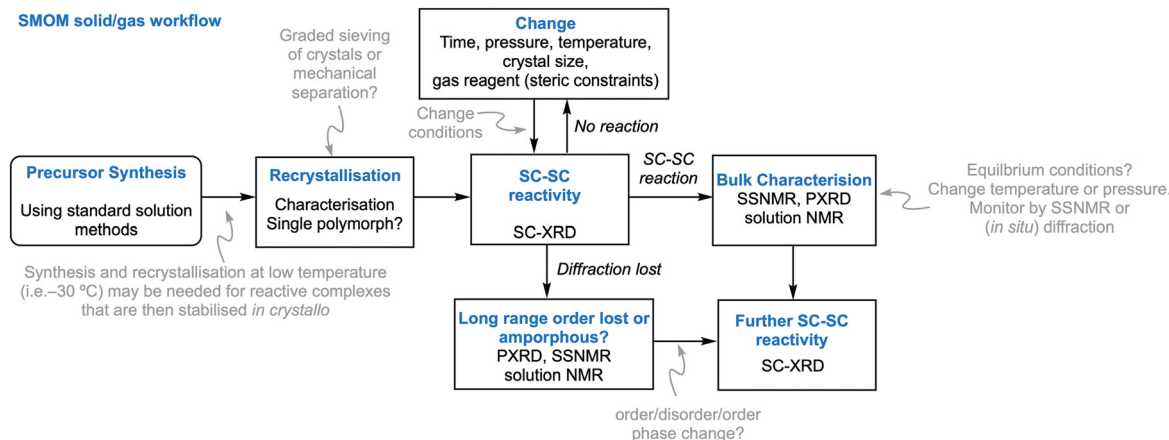 SMOM solid/gas workflow
Graded sieving
of crystals or
mechanical
separation?
Change
Time, pressure, temperature,
crystal size,
gas reagent (steric constraints)
Change
conditions
No reaction
Precursor Synthesis
Using standard solution
methods
Recrystallisation
Characterisation
Single polymorph?
SC-SC
reactivity
SC-XRD
SC-SC
reaction
Bulk Characterision
SSNMR, PXRD
solution NMR
Equilbrium conditions?
Change temperature or pressure.
Monitor by SSNMR or
(in situ) diffraction
Synthesis and recrystallisation at low temperature
(i.e.–30 ºC) may be needed for reactive complexes
that are then stabilised in crystallo
Diffraction lost
Long range order lost or
amporphous?
PXRD, SSNMR
solution NMR
Further SC-SC
reactivity
SC-XRD
order/disorder/order
phase change?